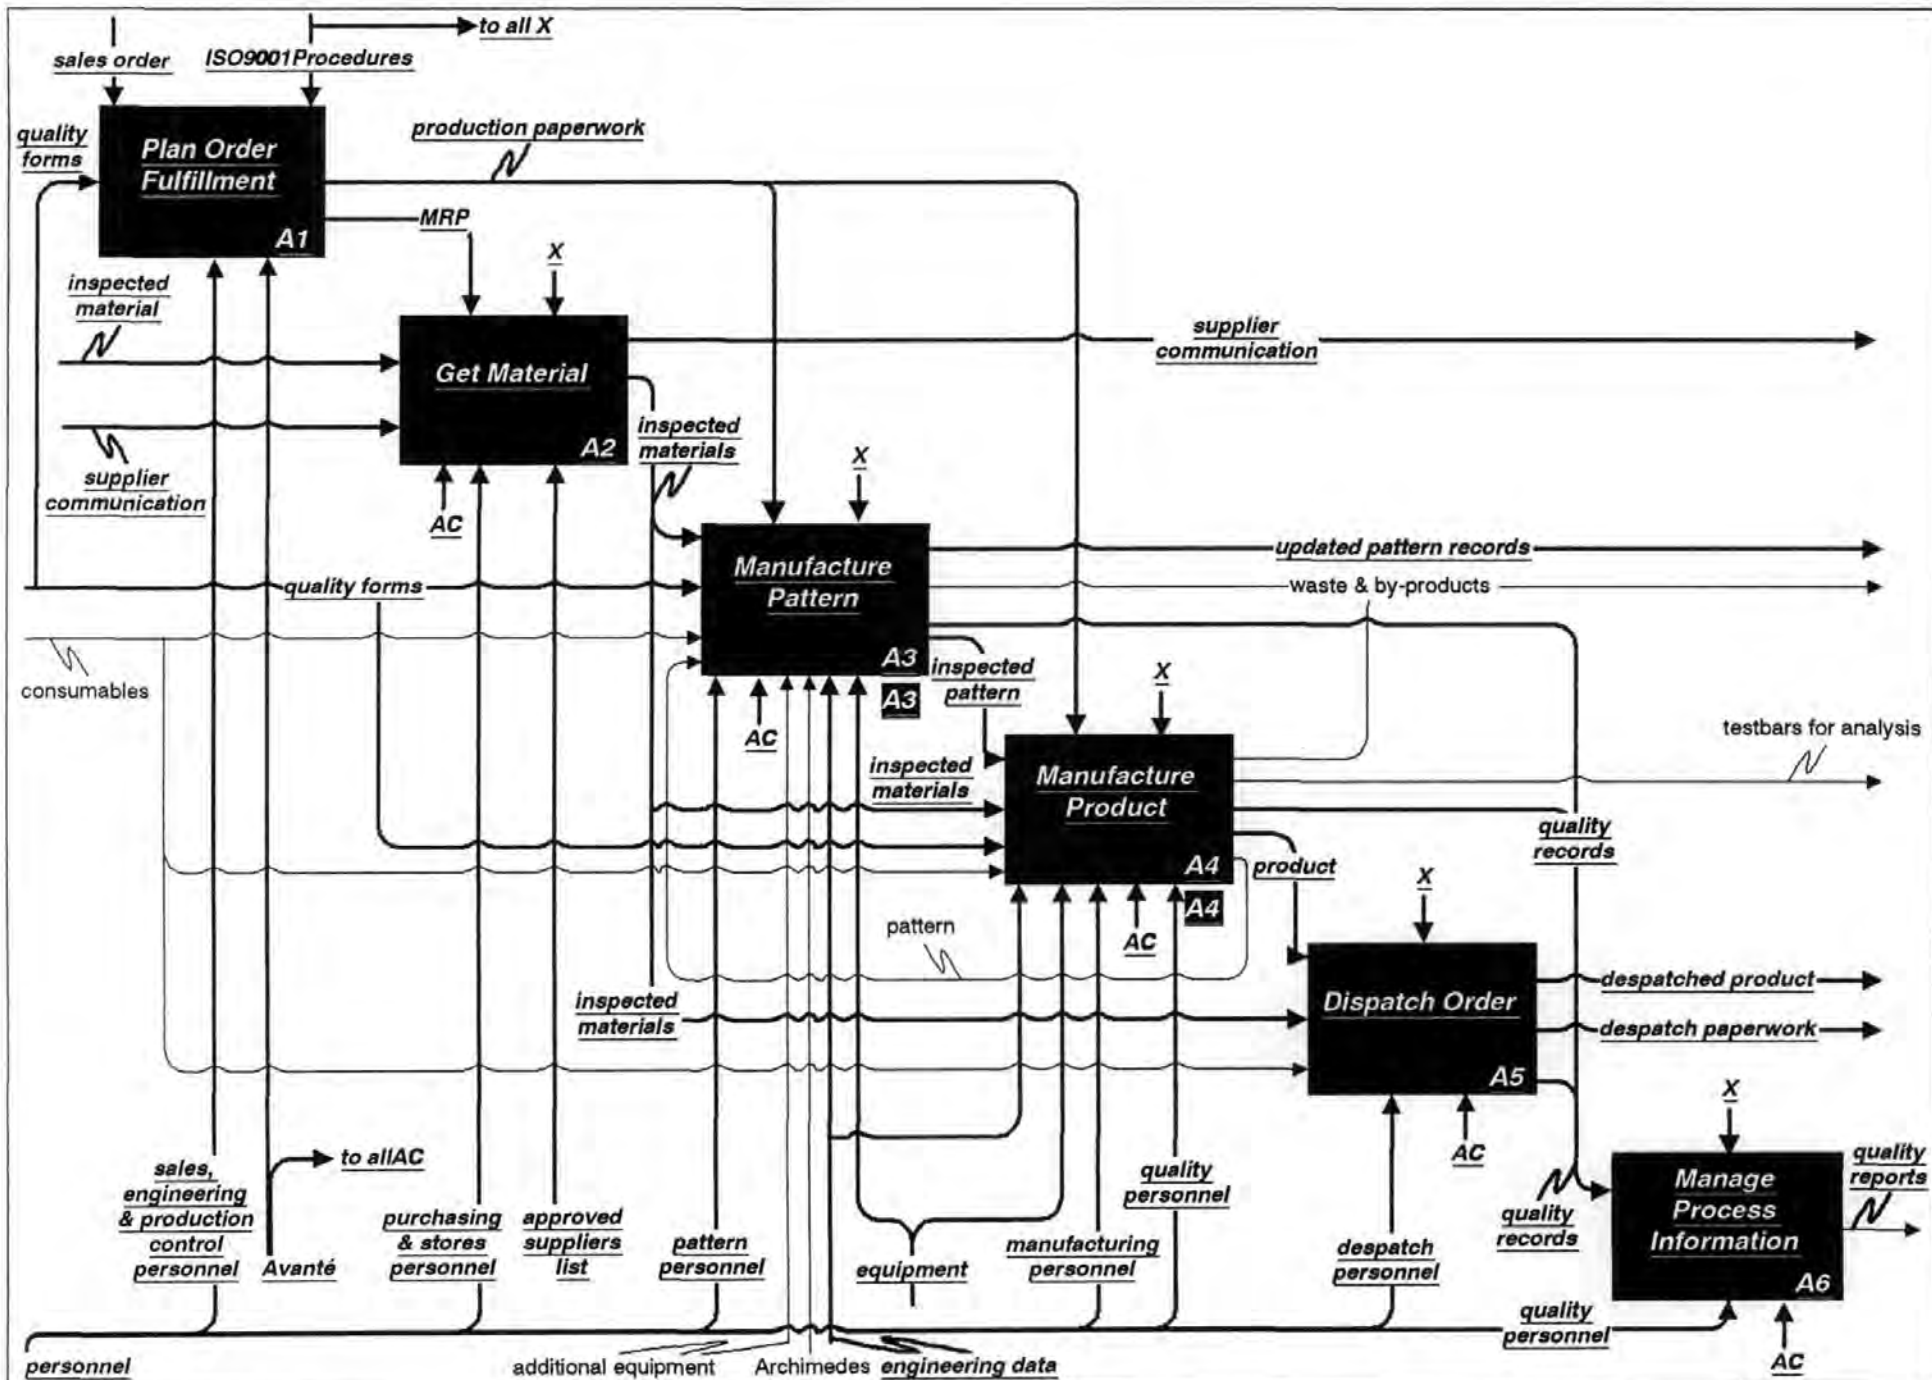 to all X
sales order
ISO9001Procedures
quality
forms
Plan Order
Fulfillment
A1
production paperwork
MRP
X
inspected
material
supplier
communication
Get Material
A2
supplier
communication
AC
inspected
materials
X
Manufacture
Pattern
A3
A3
quality forms
updated pattern records
waste & by-products
consumables
AC
inspected
pattern
X
testbars for analysis
inspected
materials
Manufacture
Product
A4
A4
quality
records
product
X
pattern
AC
inspected
materials
Dispatch Order
A5
despatched product
despatch paperwork
X
AC
to allAC
sales,
engineering
& production
control
personnel
Avanté
purchasing
& stores
personnel
approved
suppliers
list
pattern
personnel
equipment
manufacturing
personnel
quality
personnel
despatch
personnel
quality
records
Manage
Process
Information
A6
quality
reports
quality
personnel
AC
personnel
additional equipment
Archimedes
engineering data